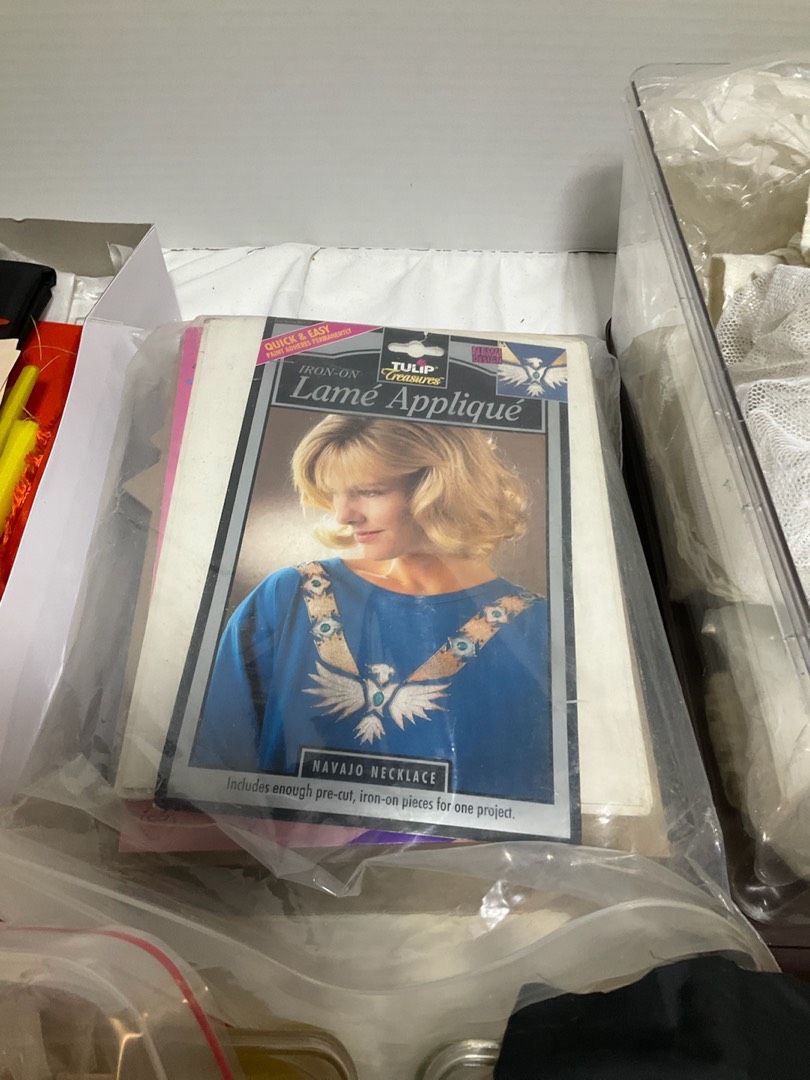 QUICK & EASY
PAINT ADHERES PERMANENTLY
TULIP
Treasures
IRON-ON
Lamé Appliqué
NAVAJO NECKLACE
Includes enough pre-cut, iron-on pieces for one project.